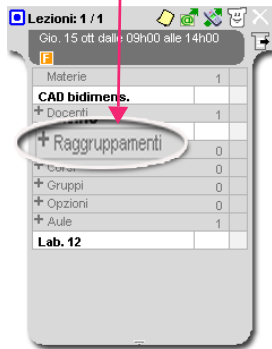 Lezioni: 1 / 1
Gio. 15 ott dalle 09h00 alle 14h00
F
Materie 1
CAD bidimens.
+ Docenti 1
+ Raggruppamenti
0
+ Corsi 0
+ Gruppi 0
+ Opzioni 0
+ Aule 1
Lab. 12